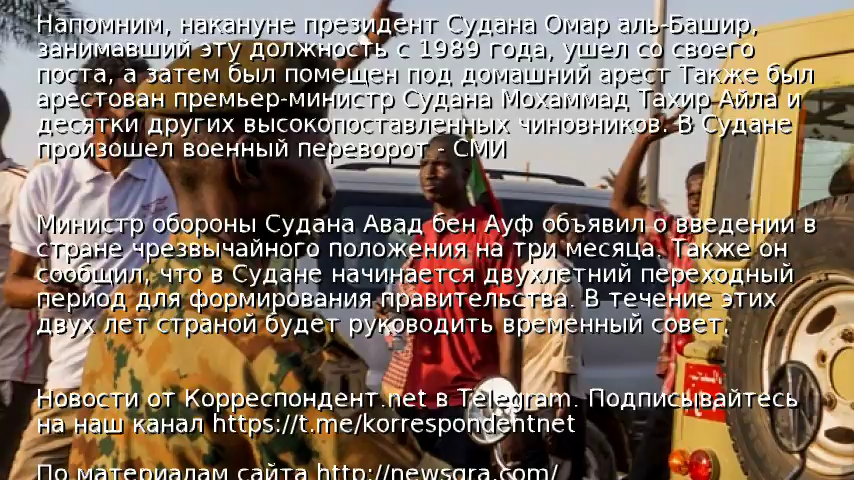 Напомним, накануне президент Судана Омар аль-Башир,
занимавший эту должность с 1989 года, ушел со своего
поста, а затем был помещен под домашний арест Также был
арестован премьер-министр Судана Мохаммад Тахир Айла и
десятки других высокопоставленных чиновников. В Судане
произошел военный переворот - СМИ
Министр обороны Судана Авад бен Ауф объявил о введении в
стране чрезвычайного положения на три месяца. Также он
сообщил, что в Судане начинается двухлетний переходный
период для формирования правительства. В течение этих
двух лет страной будет руководить временный совет.
Новости от Корреспондент.net в Telegram. Подписывайтесь
на наш канал https://t.me/korrespondentnet
По материалам сайта http://newsgra.com/